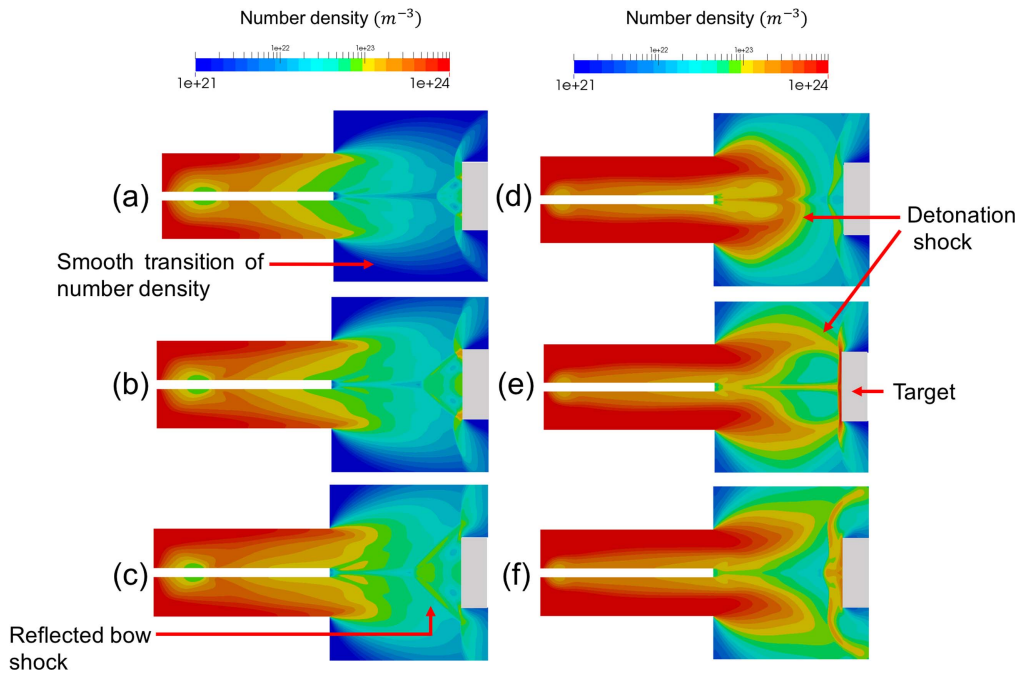 Number density (m⁻³)
Number density (m⁻³)
1e+22 1e+23
1e+21 1e+24
1e+22 1e+23
1e+21 1e+24
(a)
Smooth transition of
number density
(b)
(c)
Reflected bow
shock
(d)
Detonation
shock
(e)
Target
(f)